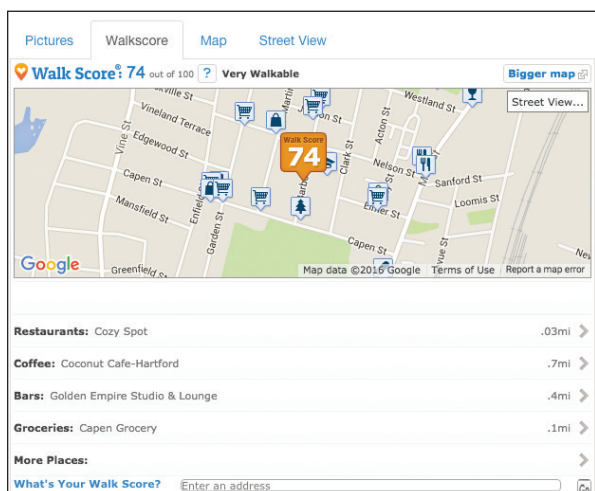 Pictures Walkscore Map Street View
Walk Score®: 74 out of 100 ? Very Walkable Bigger map
Westland St
Street View...
Vineland Terrace
Edgewood St
Vine St
Acton St
Clark St
Walk Score
74
Nelson St
Capen St
Sanford St
Mansfield St
Enfield
Loomis St
Garden St
Capen St
Greenfield St
Google
Map data ©2016 Google Terms of Use Report a map error
Restaurants: Cozy Spot .03mi
Coffee: Coconut Cafe-Hartford .7mi
Bars: Golden Empire Studio & Lounge .4mi
Groceries: Capen Grocery .1mi
More Places:
What's Your Walk Score? Enter an address